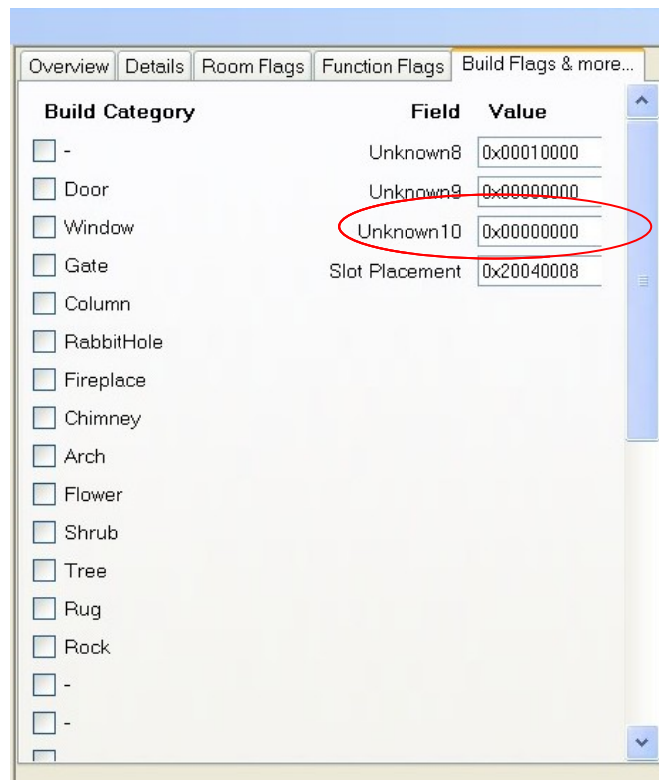 Overview Details Room Flags Function Flags Build Flags & more...
Build Category Field Value
- Unknown8 0x00010000
Door Unknown9 0x00000000
Window Unknown10 0x00000000
Gate Slot Placement 0x20040008
Column
RabbitHole
Fireplace
Chimney
Arch
Flower
Shrub
Tree
Rug
Rock
-
-